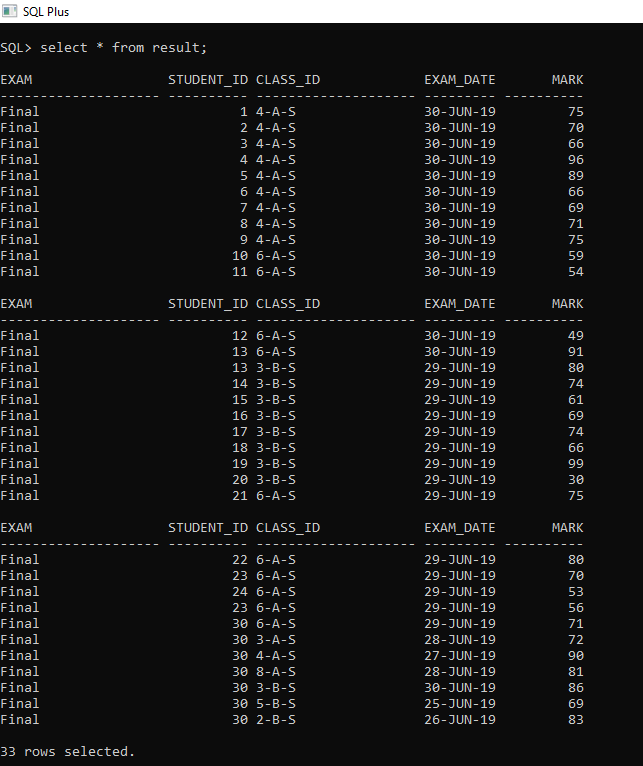 SQL Plus
SQL> select * from result;
EXAM                 STUDENT_ID CLASS_ID             EXAM_DATE       MARK
-------------------- ---------- -------------------- --------- ----------
Final                         1 4-A-S                30-JUN-19         75
Final                         2 4-A-S                30-JUN-19         70
Final                         3 4-A-S                30-JUN-19         66
Final                         4 4-A-S                30-JUN-19         96
Final                         5 4-A-S                30-JUN-19         89
Final                         6 4-A-S                30-JUN-19         66
Final                         7 4-A-S                30-JUN-19         69
Final                         8 4-A-S                30-JUN-19         71
Final                         9 4-A-S                30-JUN-19         75
Final                        10 6-A-S                30-JUN-19         59
Final                        11 6-A-S                30-JUN-19         54
EXAM                 STUDENT_ID CLASS_ID             EXAM_DATE       MARK
-------------------- ---------- -------------------- --------- ----------
Final                        12 6-A-S                30-JUN-19         49
Final                        13 6-A-S                30-JUN-19         91
Final                        13 3-B-S                29-JUN-19         80
Final                        14 3-B-S                29-JUN-19         74
Final                        15 3-B-S                29-JUN-19         61
Final                        16 3-B-S                29-JUN-19         69
Final                        17 3-B-S                29-JUN-19         74
Final                        18 3-B-S                29-JUN-19         66
Final                        19 3-B-S                29-JUN-19         99
Final                        20 3-B-S                29-JUN-19         30
Final                        21 6-A-S                29-JUN-19         75
EXAM                 STUDENT_ID CLASS_ID             EXAM_DATE       MARK
-------------------- ---------- -------------------- --------- ----------
Final                        22 6-A-S                29-JUN-19         80
Final                        23 6-A-S                29-JUN-19         70
Final                        24 6-A-S                29-JUN-19         53
Final                        23 6-A-S                29-JUN-19         56
Final                        30 6-A-S                29-JUN-19         71
Final                        30 3-A-S                28-JUN-19         72
Final                        30 4-A-S                27-JUN-19         90
Final                        30 8-A-S                28-JUN-19         81
Final                        30 3-B-S                30-JUN-19         86
Final                        30 5-B-S                25-JUN-19         69
Final                        30 2-B-S                26-JUN-19         83
33 rows selected.